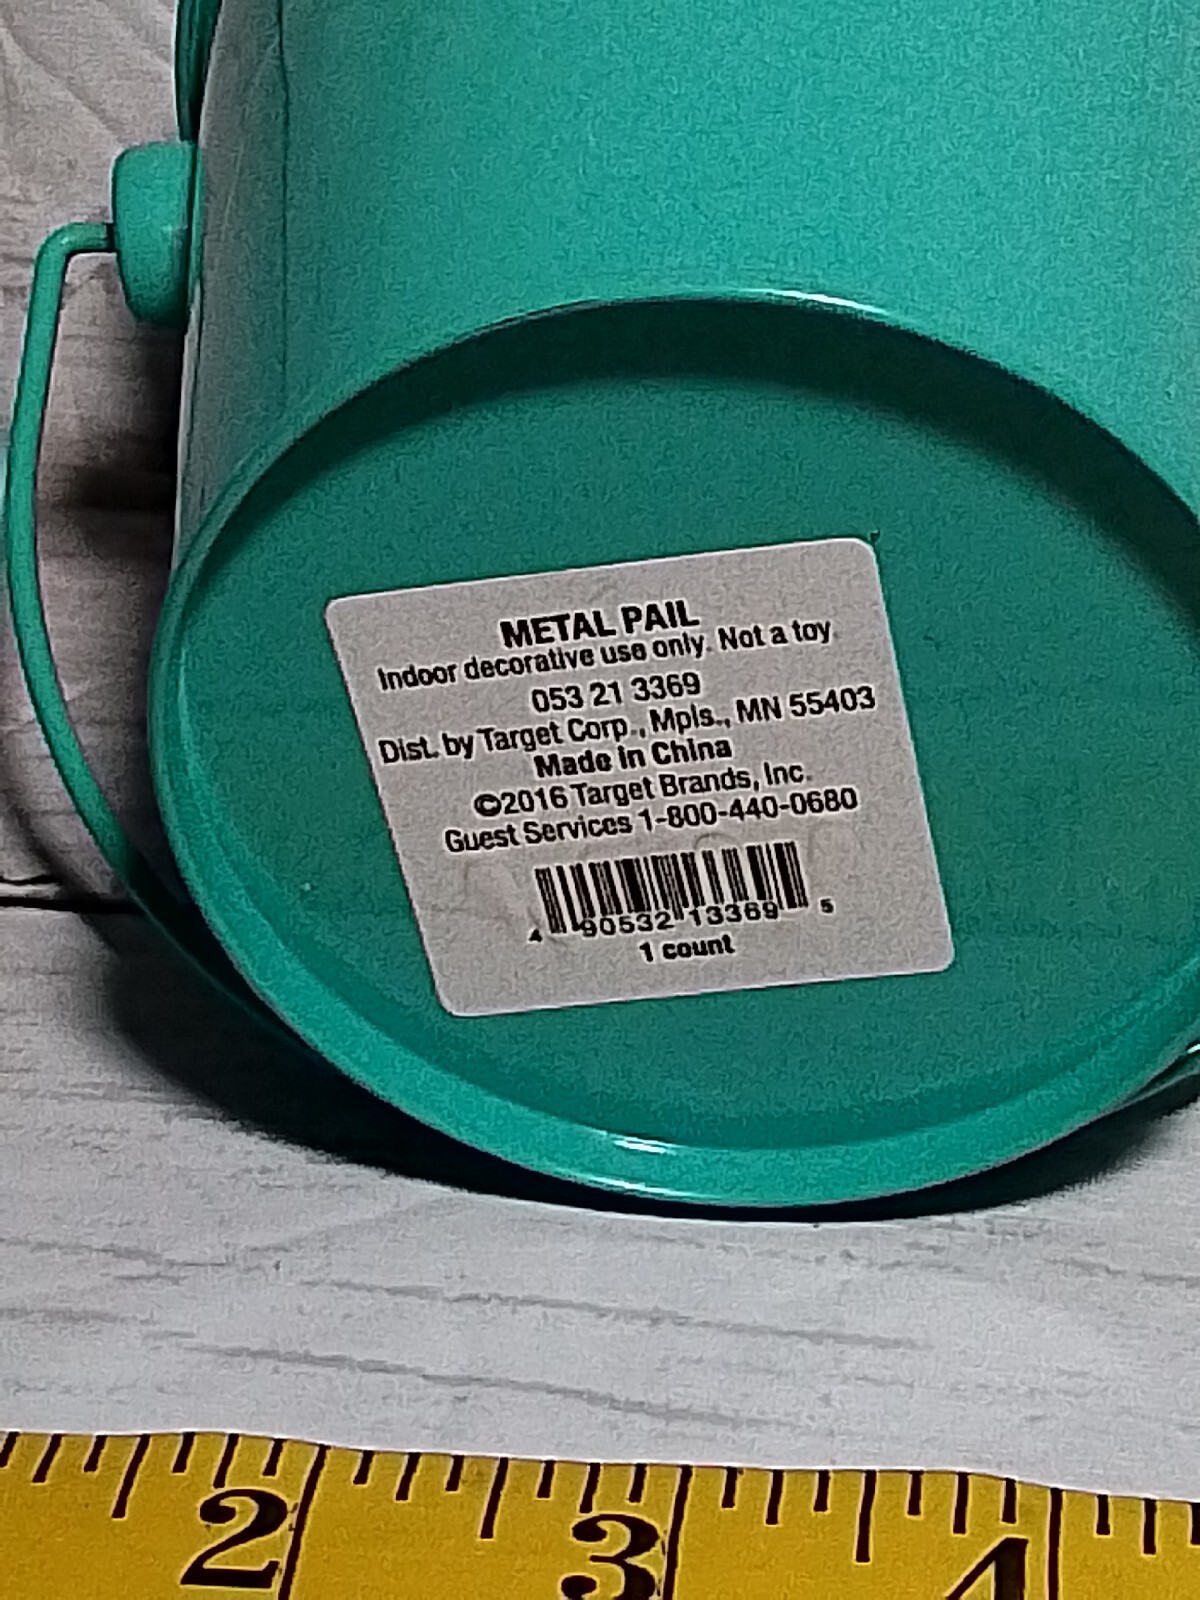 METAL PAIL
Indoor decorative use only. Not a toy
053 21 3369
Dist. by Target Corp., Mpls., MN 55403
Made in China
©2016 Target Brands, Inc.
Guest Services 1-800-440-0680
4 90532 13369 5
1 count
2 3 4